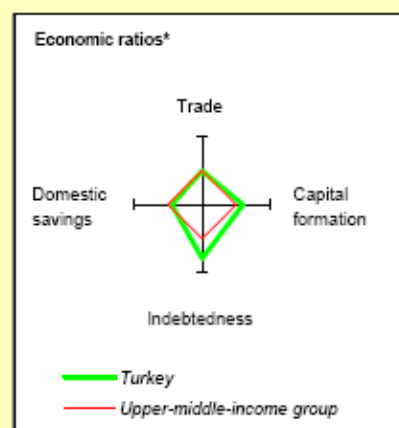 Economic ratios*
Trade
Domestic
savings
Capital
formation
Indebtedness
Turkey
Upper-middle-income group